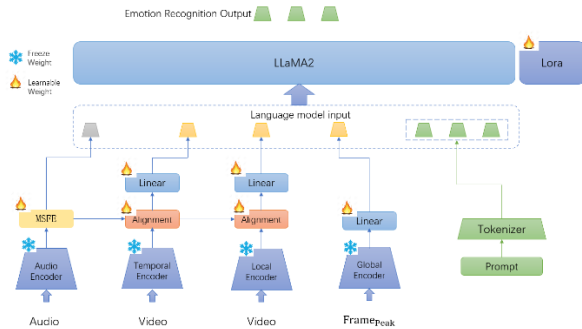 Emotion Recognition Output
Freeze
Weight
Learnable
Weight
LLaMA2
Lora
Language model input
Linear
Linear
MSFE
Alignment
Alignment
Linear
Tokenizer
Audio
Encoder
Temporal
Encoder
Local
Encoder
Global
Encoder
Prompt
Audio
Video
Video
Frame_Peak